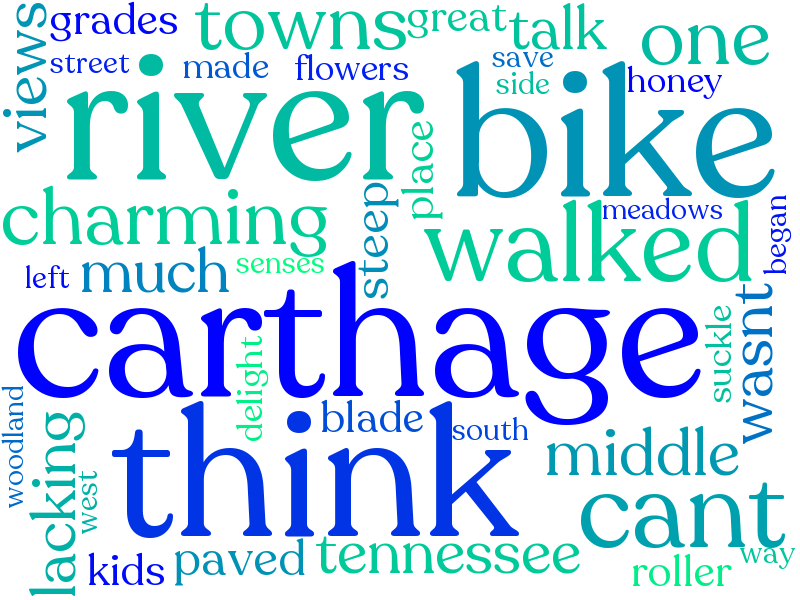 views
grades
towns
great
talk
one
street
made
flowers
save
side
honey
river
bike
place
charming
steep
meadows
walked
began
left
much
senses
carthage
suckle
wasnt
delight
woodland
blade
south
think
middle
lacking
west
cant
kids
paved
tennessee
roller
way